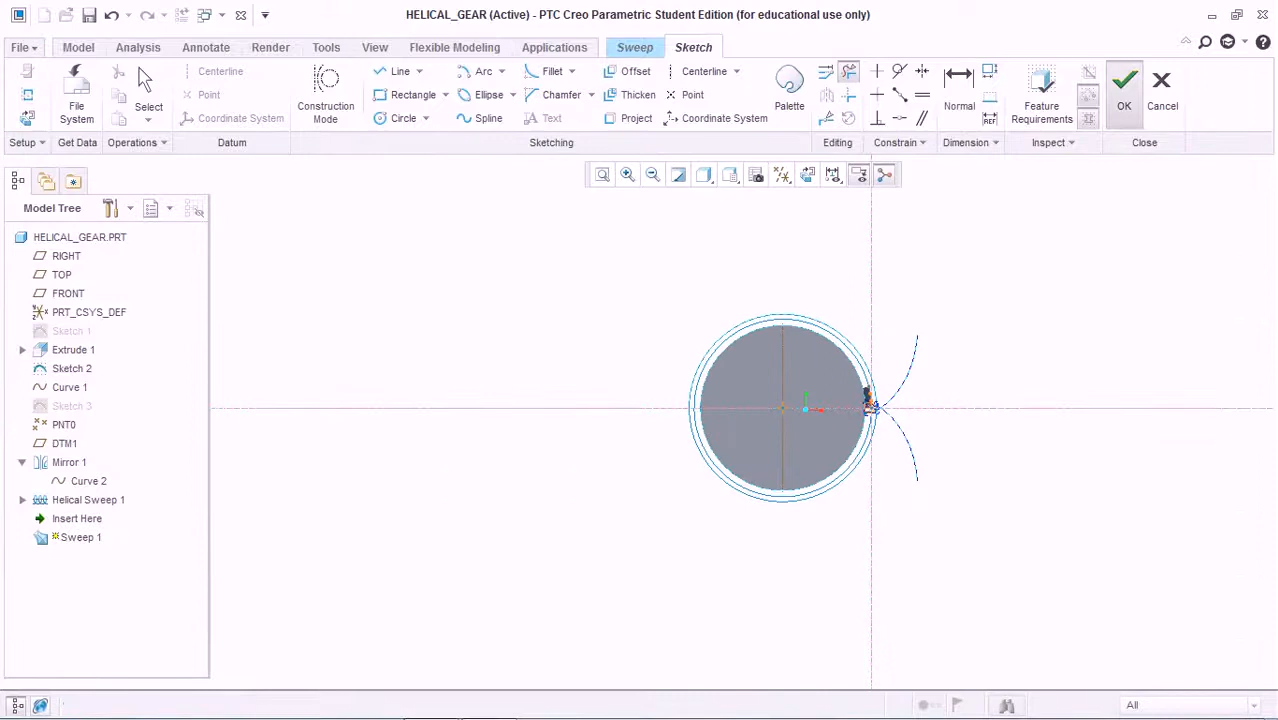 HELICAL_GEAR (Active) - PTC Creo Parametric Student Edition (for educational use only)
File Model Analysis Annotate Render Tools View Flexible Modeling Applications Sweep Sketch
Centerline Line Arc Fillet Offset Centerline
Point Rectangle Ellipse Chamfer Thicken Point
Coordinate System Circle Spline Text Project Coordinate System
File System Select Construction Mode Palette Normal Feature Requirements OK Cancel
Setup Get Data Operations Datum Sketching Editing Constrain Dimension Inspect Close
Model Tree
HELICAL_GEAR.PRT
RIGHT
TOP
FRONT
PRT_CSYS_DEF
Sketch 1
Extrude 1
Sketch 2
Curve 1
Sketch 3
PNT0
DTM1
Mirror 1
Curve 2
Helical Sweep 1
Insert Here
Sweep 1
All